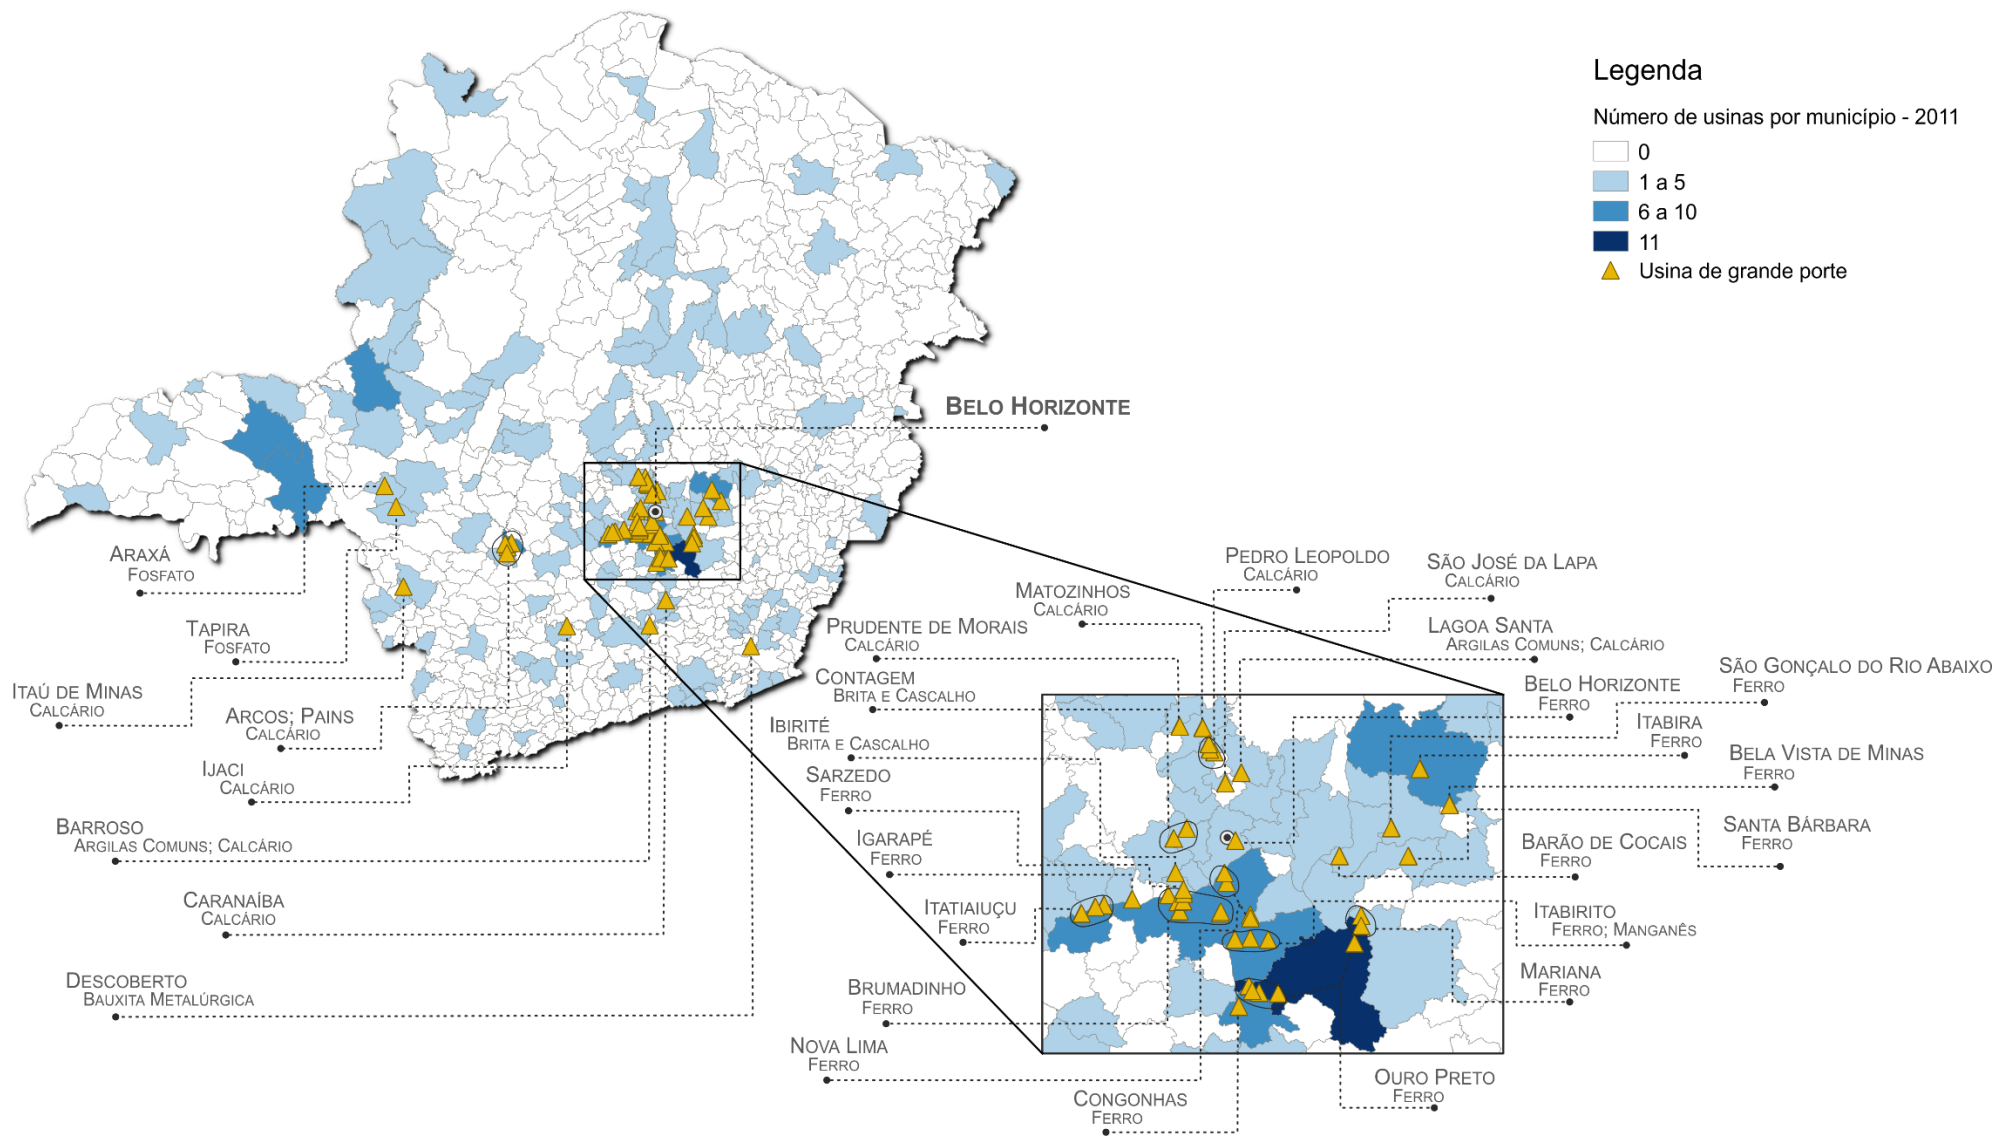 Legenda
Número de usinas por município - 2011
0
1 a 5
6 a 10
11
Usina de grande porte
BELO HORIZONTE
ARAXÁ
FOSFATO
TAPIRA
FOSFATO
ITAÚ DE MINAS
CALCÁRIO
ARCOS; PAINS
CALCÁRIO
IJACI
CALCÁRIO
BARROSO
ARGILAS COMUNS; CALCÁRIO
CARANAÍBA
CALCÁRIO
DESCOBERTO
BAUXITA METALÚRGICA
PEDRO LEOPOLDO
CALCÁRIO
SÃO JOSÉ DA LAPA
CALCÁRIO
MATOZINHOS
CALCÁRIO
LAGOA SANTA
ARGILAS COMUNS; CALCÁRIO
PRUDENTE DE MORAIS
CALCÁRIO
SÃO GONÇALO DO RIO ABAIXO
FERRO
CONTAGEM
BRITA E CASCALHO
BELO HORIZONTE
FERRO
IBIRITÉ
BRITA E CASCALHO
ITABIRA
FERRO
SARZEDO
FERRO
BELA VISTA DE MINAS
FERRO
IGARAPÉ
FERRO
SANTA BÁRBARA
FERRO
BARÃO DE COCAIS
FERRO
ITATIAIUÇU
FERRO
ITABIRITO
FERRO; MANGANÊS
BRUMADINHO
FERRO
MARIANA
FERRO
NOVA LIMA
FERRO
OURO PRETO
FERRO
CONGONHAS
FERRO